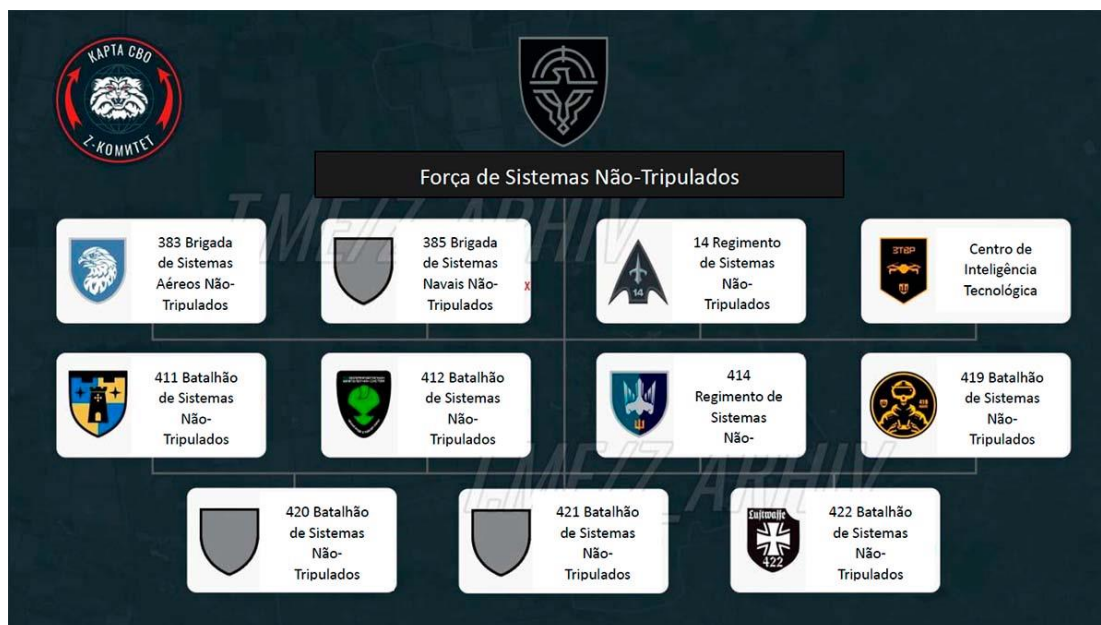 КАРТА СВО
Z-КОМИТЕТ
Força de Sistemas Não-Tripulados
T.ME/Z_ARHIV
383 Brigada
de Sistemas
Aéreos Não-
Tripulados
385 Brigada
de Sistemas
Navais Não-
Tripulados
X
14 Regimento
de Sistemas
Não-
Tripulados
14
Centro de
Inteligência
Tecnológica
411 Batalhão
de Sistemas
Não-
Tripulados
412 Batalhão
de Sistemas
Não-
Tripulados
414
Regimento de
Sistemas
Não-
419 Batalhão
de Sistemas
Não-
Tripulados
419
T.ME/Z_ARHIV
420 Batalhão
de Sistemas
Não-
Tripulados
421 Batalhão
de Sistemas
Não-
Tripulados
Luftwaffe
422
422 Batalhão
de Sistemas
Não-
Tripulados